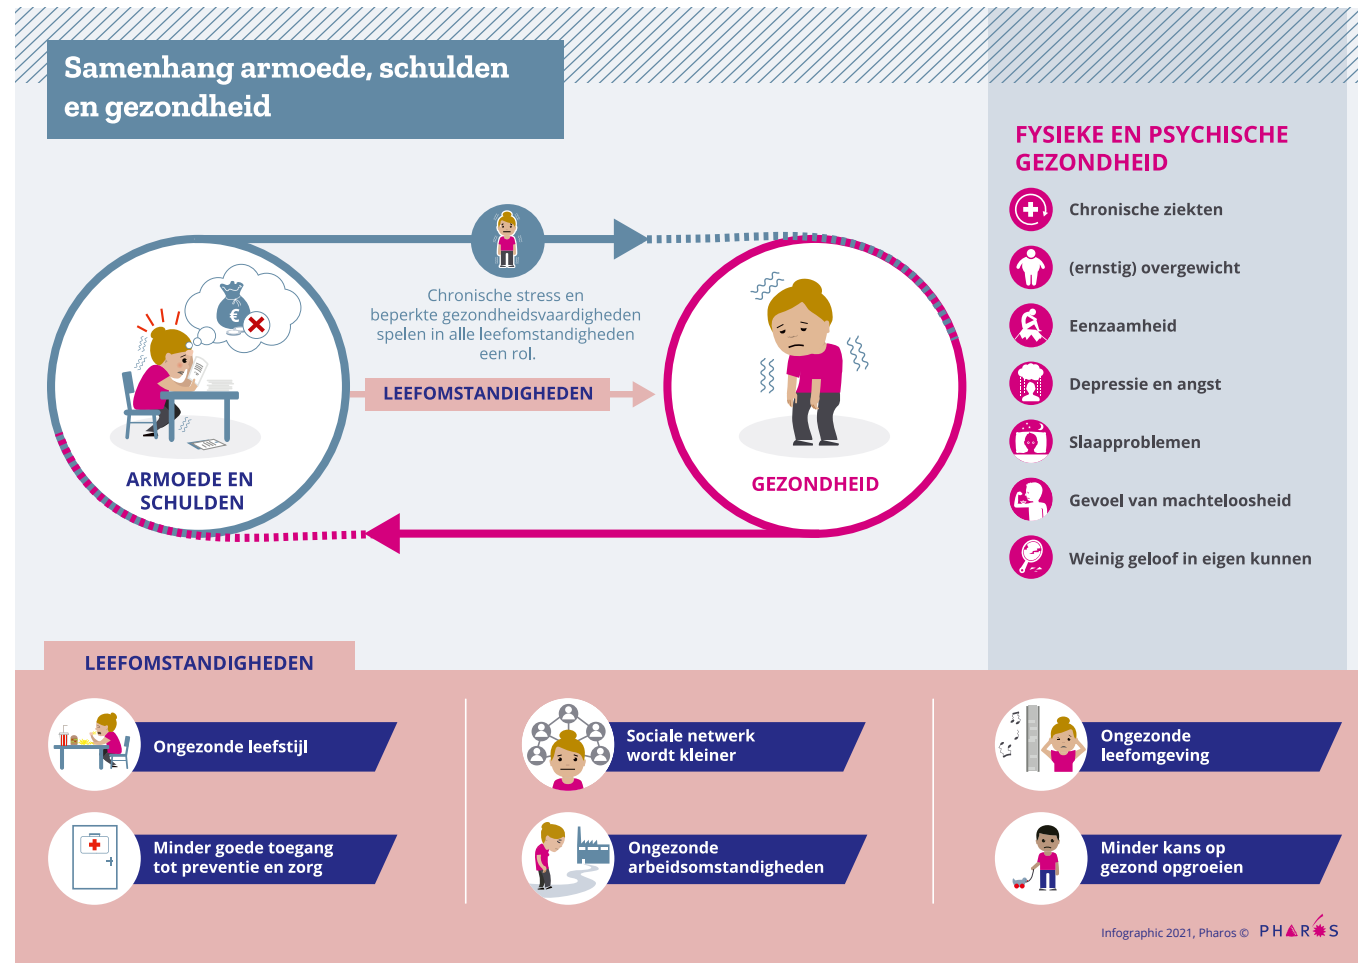 Samenhang armoede, schulden
en gezondheid
Chronische stress en
beperkte gezondheidsvaardigheden
spelen in alle leefomstandigheden
een rol.
LEEFOMSTANDIGHEDEN
€
ARMOEDE EN
SCHULDEN
GEZONDHEID
FYSIEKE EN PSYCHISCHE
GEZONDHEID
Chronische ziekten
(ernstig) overgewicht
Eenzaamheid
Depressie en angst
Slaapproblemen
Gevoel van machteloosheid
Weinig geloof in eigen kunnen
LEEFOMSTANDIGHEDEN
Ongezonde leefstijl
Minder goede toegang
tot preventie en zorg
Sociale netwerk
wordt kleiner
Ongezonde
arbeidsomstandigheden
Ongezonde
leefomgeving
Minder kans op
gezond opgroeien
Infographic 2021, Pharos © PHAROS